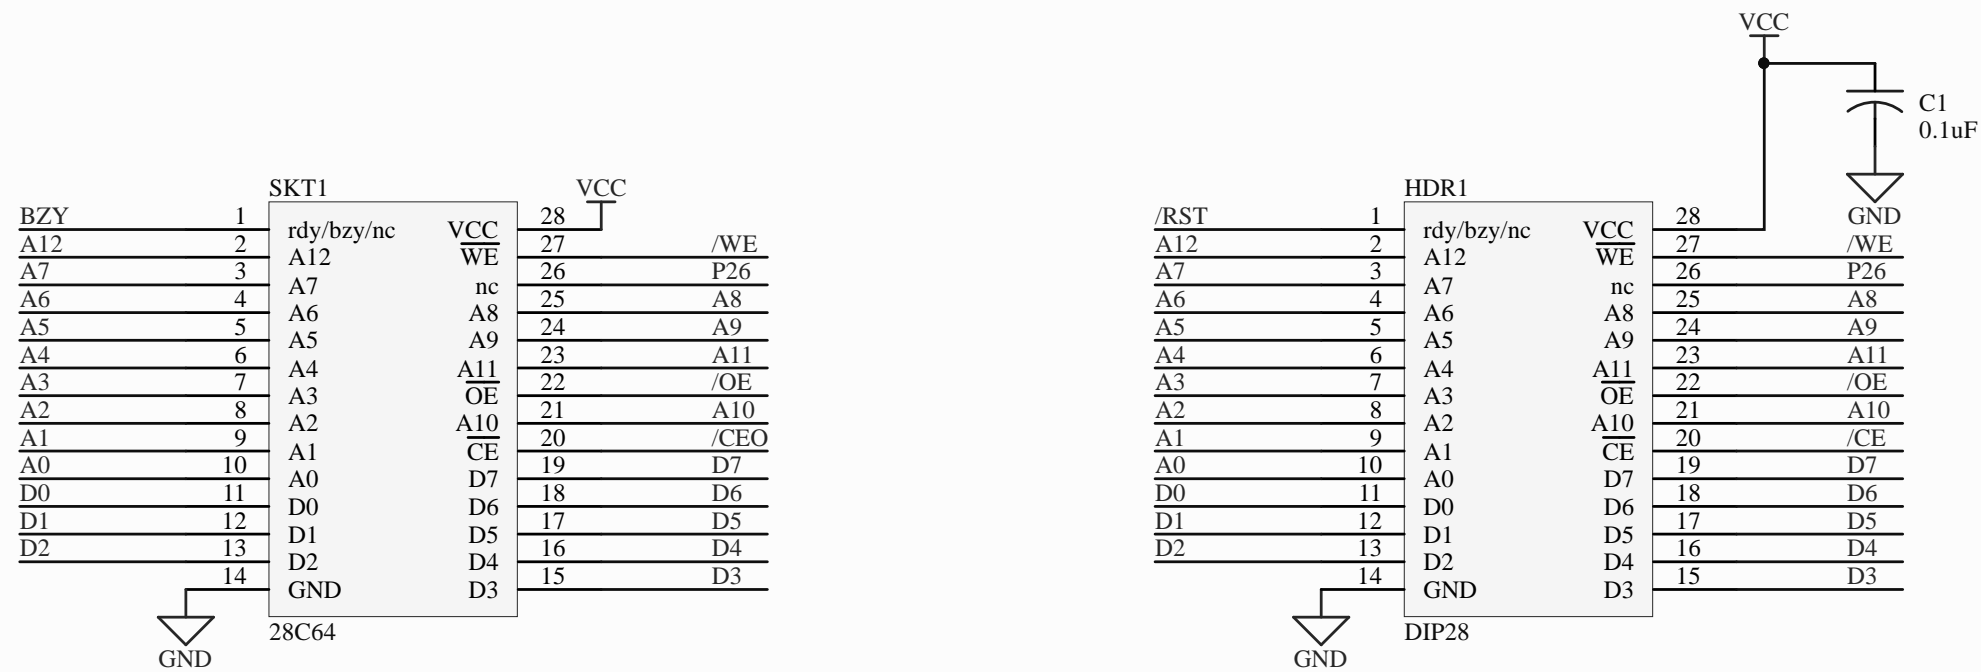 VCC
C1
0.1uF
GND
SKT1
VCC
BZY 1 rdy/bzy/nc VCC 28
A12 2 A12 WE 27 /WE
A7 3 A7 nc 26 P26
A6 4 A6 A8 25 A8
A5 5 A5 A9 24 A9
A4 6 A4 A11 23 A11
A3 7 A3 OE 22 /OE
A2 8 A2 A10 21 A10
A1 9 A1 CE 20 /CEO
A0 10 A0 D7 19 D7
D0 11 D0 D6 18 D6
D1 12 D1 D5 17 D5
D2 13 D2 D4 16 D4
14 GND D3 15 D3
28C64
GND
HDR1
/RST 1 rdy/bzy/nc VCC 28
A12 2 A12 WE 27 /WE
A7 3 A7 nc 26 P26
A6 4 A6 A8 25 A8
A5 5 A5 A9 24 A9
A4 6 A4 A11 23 A11
A3 7 A3 OE 22 /OE
A2 8 A2 A10 21 A10
A1 9 A1 CE 20 /CE
A0 10 A0 D7 19 D7
D0 11 D0 D6 18 D6
D1 12 D1 D5 17 D5
D2 13 D2 D4 16 D4
14 GND D3 15 D3
DIP28
GND